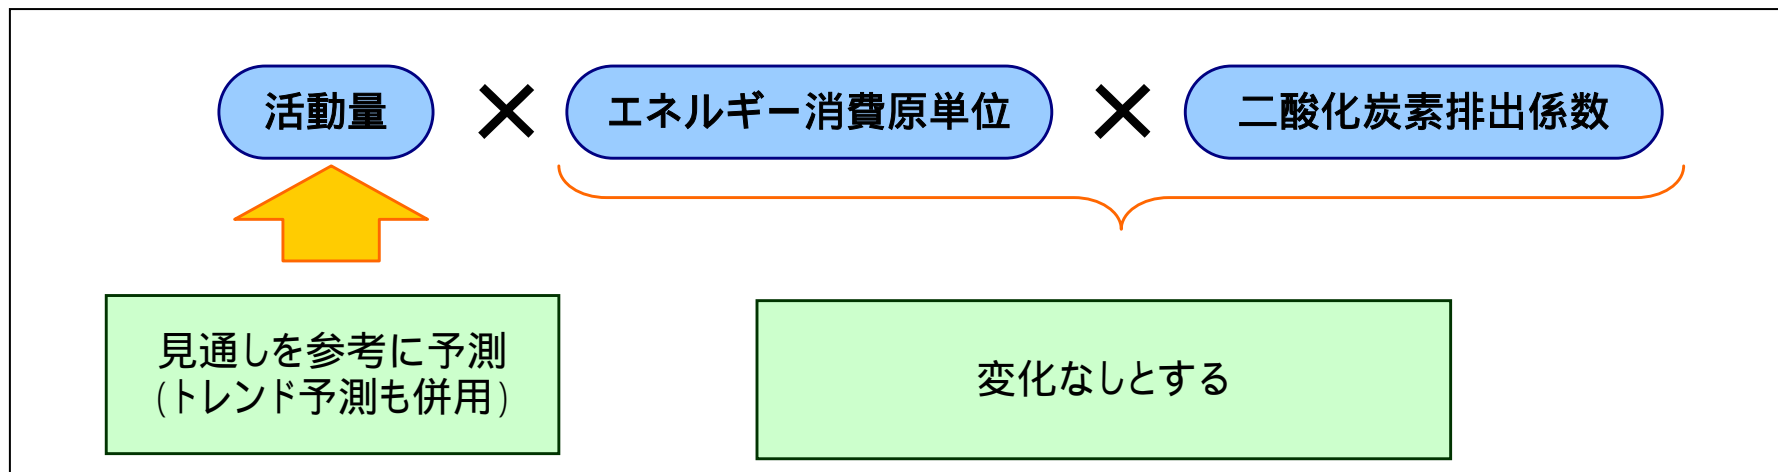 活動量 × エネルギー消費原単位 × 二酸化炭素排出係数
見通しを参考に予測
(トレンド予測も併用)
変化なしとする